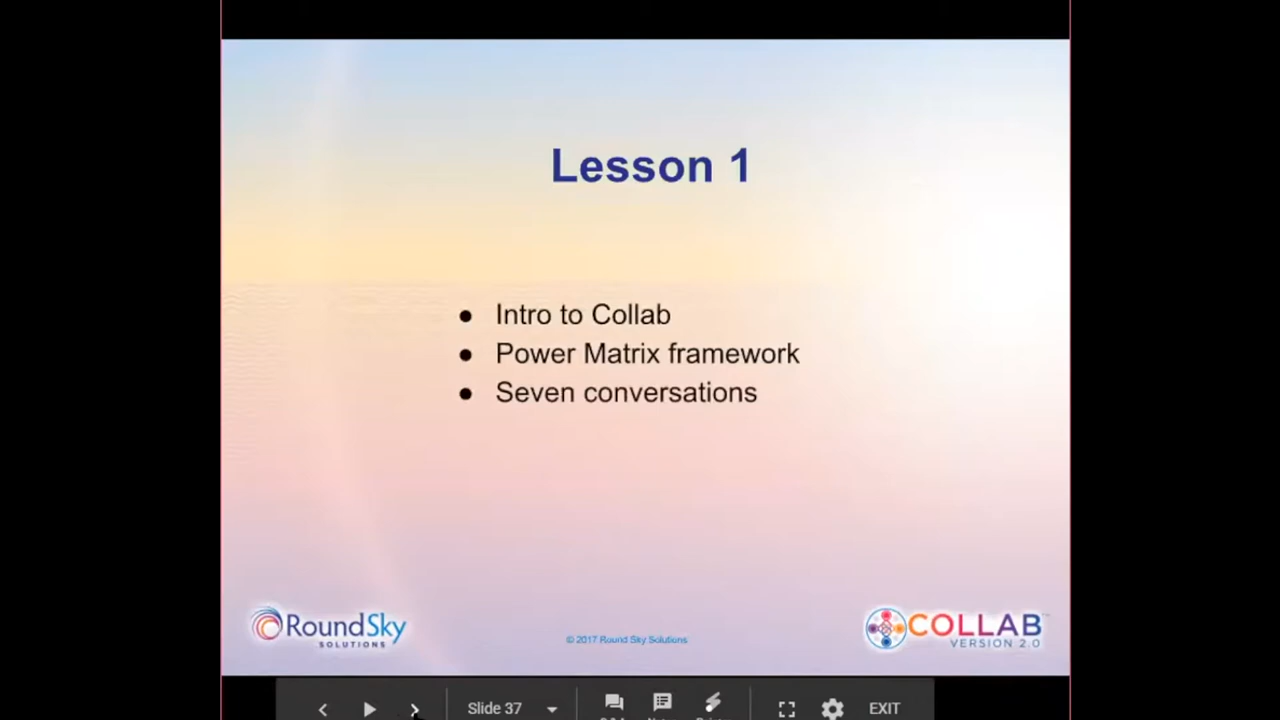 Lesson 1
● Intro to Collab
● Power Matrix framework
● Seven conversations
RoundSky
SOLUTIONS
© 2017 Round Sky Solutions
COLLAB™
VERSION 2.0
Slide 37
EXIT